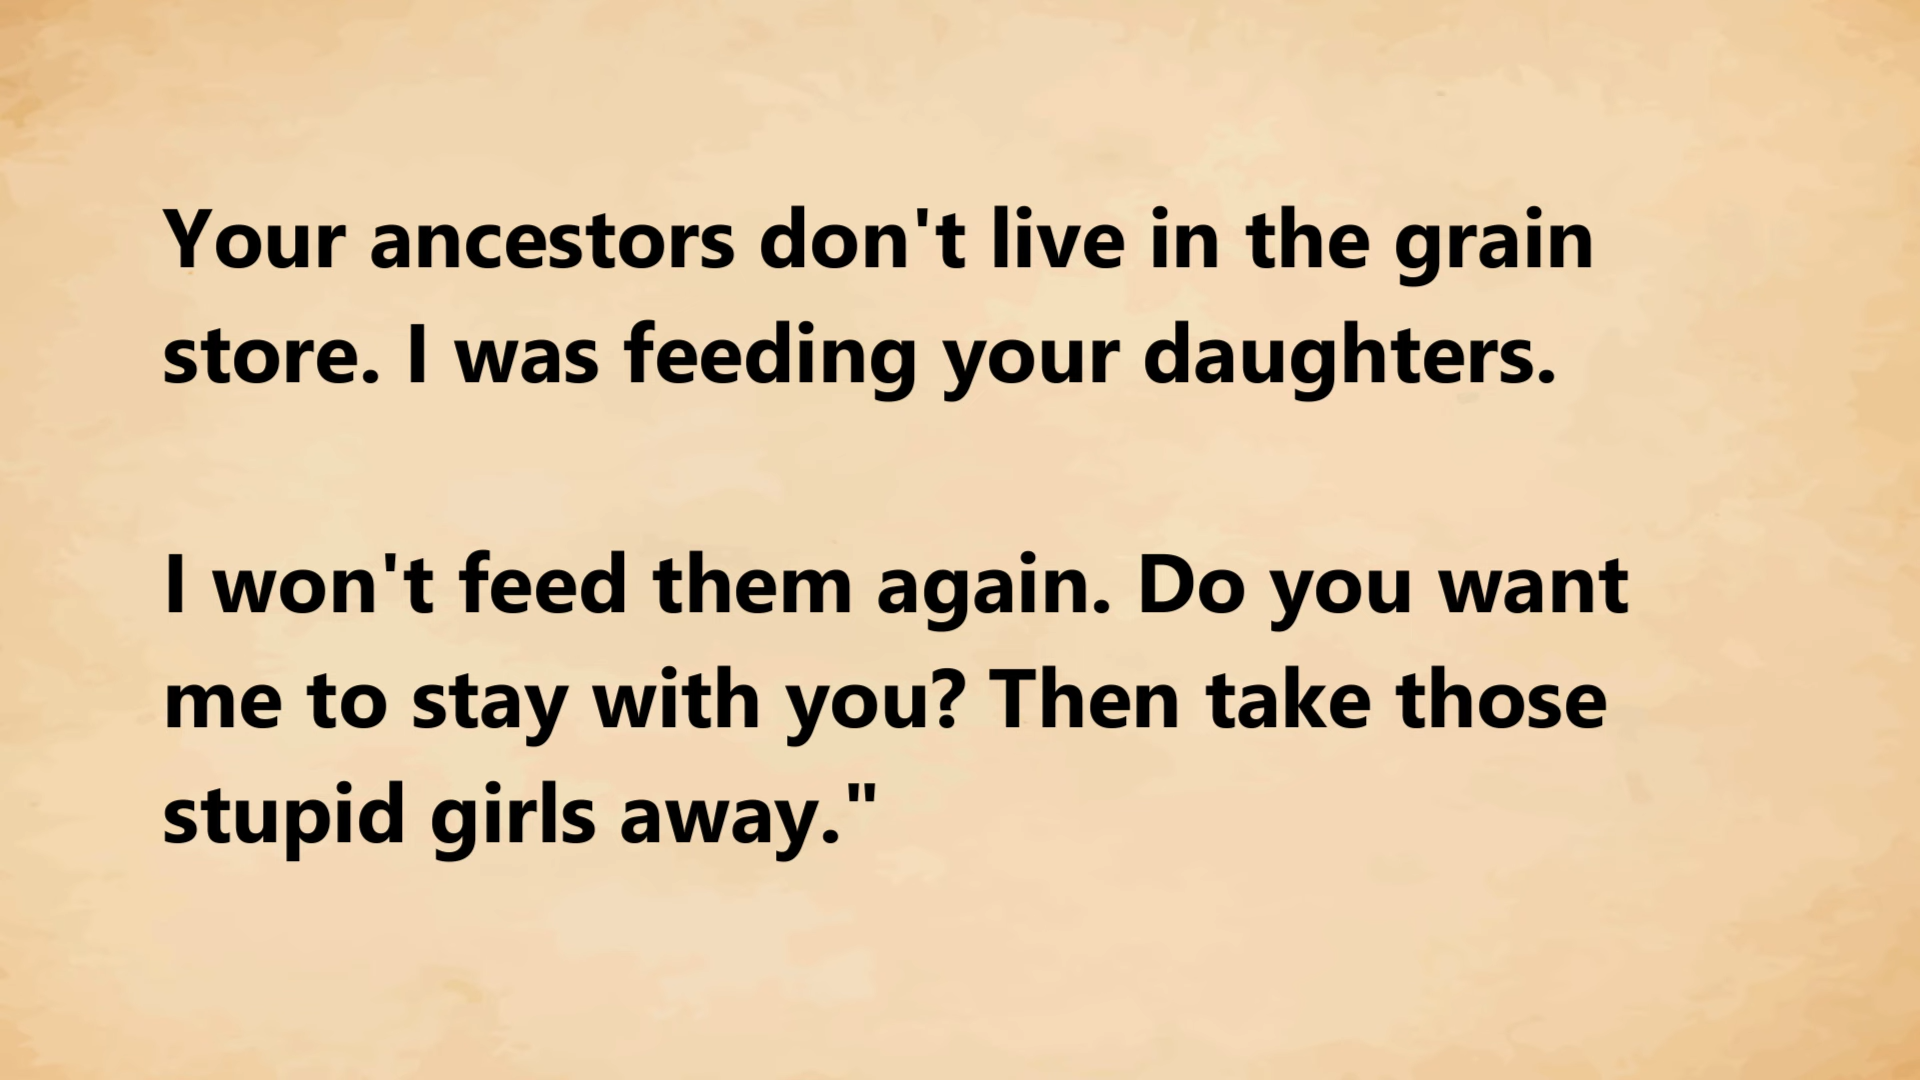 Your ancestors don't live in the grain
store. I was feeding your daughters.
I won't feed them again. Do you want
me to stay with you? Then take those
stupid girls away."